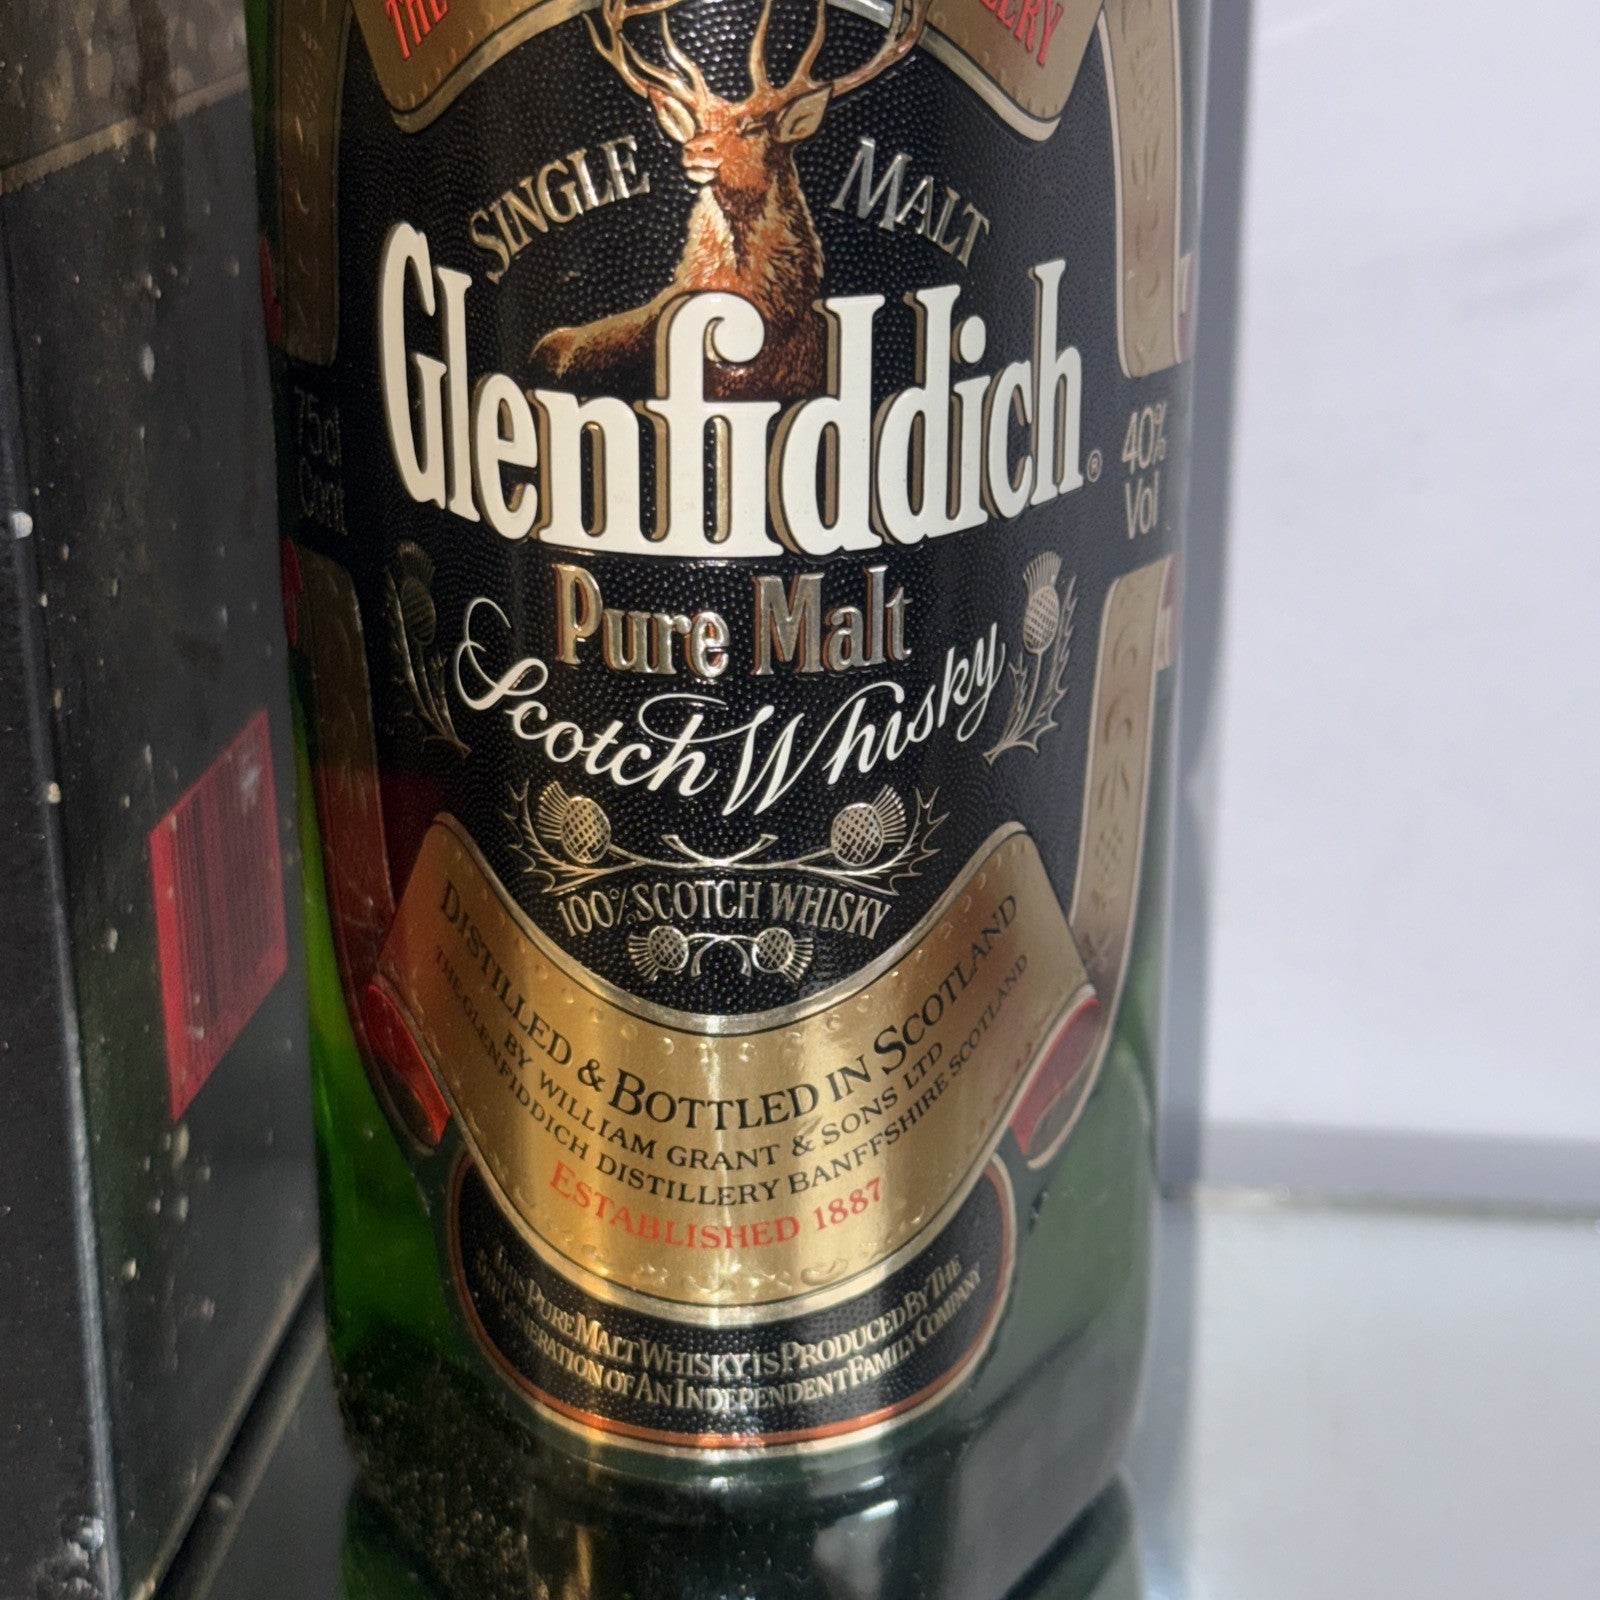 THE
SINGLE MALT
Glenfiddich®
75cl
40%
Vol
Pure Malt
Scotch Whisky
100% SCOTCH WHISKY
DISTILLED & BOTTLED IN SCOTLAND
BY WILLIAM GRANT & SONS LTD
THE GLENFIDDICH DISTILLERY BANFFSHIRE SCOTLAND
ESTABLISHED 1887
PURE MALT WHISKY IS PRODUCED BY THE
GENERATION OF AN INDEPENDENT FAMILY COMPANY